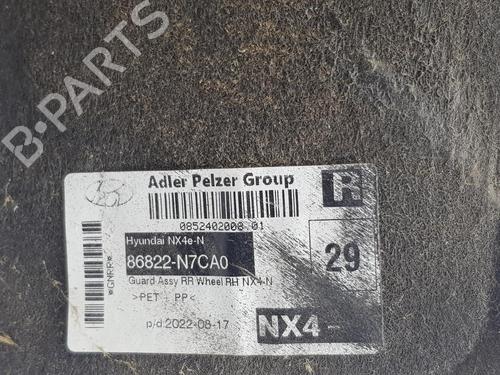 B-PARTS
Adler Pelzer Group
R
0852402008.01
Hyundai NX4e-N
86822-N7CA0
29
Guard Assy RR Wheel RH NX4-N
>PET - PP<
p/d 2022-08-17
NX4 -